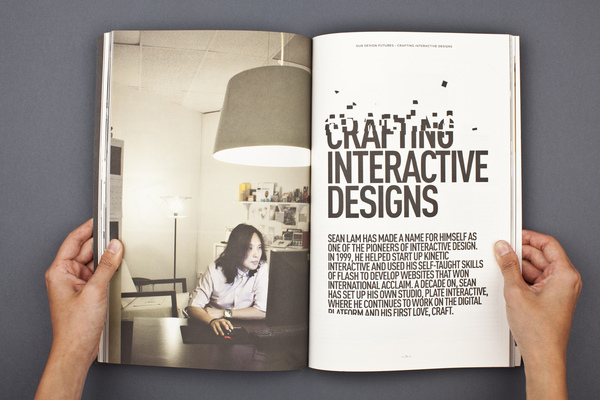 OUR DESIGN FUTURES : CRAFTING INTERACTIVE DESIGNS
CRAFTING
INTERACTIVE
DESIGNS
SEAN LAM HAS MADE A NAME FOR HIMSELF AS
ONE OF THE PIONEERS OF INTERACTIVE DESIGN.
IN 1999, HE HELPED START UP KINETIC
INTERACTIVE AND USED HIS SELF-TAUGHT SKILLS
OF FLASH TO DEVELOP WEBSITES THAT WON
INTERNATIONAL ACCLAIM. A DECADE ON, SEAN
HAS SET UP HIS OWN STUDIO, PLATE INTERACTIVE,
WHERE HE CONTINUES TO WORK ON THE DIGITAL
PLATFORM AND HIS FIRST LOVE, CRAFT.